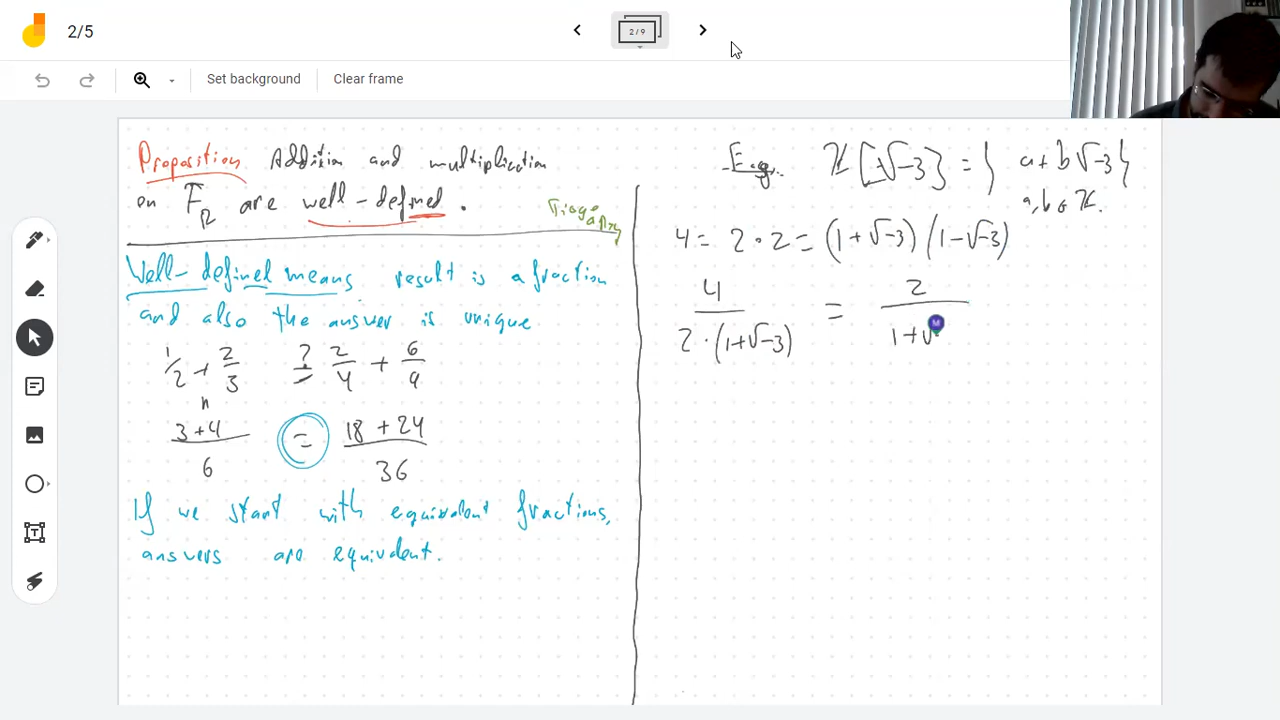 2/5
2 / 9
Set background
Clear frame
Proposition Addition and multiplication
on F_R are well-defined.
Well-defined means result is a fraction
and also the answer is unique
1/2 + 2/3 ?= 2/4 + 6/9
=
3+4/6 = 18+24/36
If we start with equivalent fractions,
answers are equivdent.
E.g. ℤ[√-3] = { a+b√-3}
a,b ∈ ℤ.
4 = 2·2 = (1+√-3)(1-√-3)
4/2·(1+√-3) = 2/1+√
M